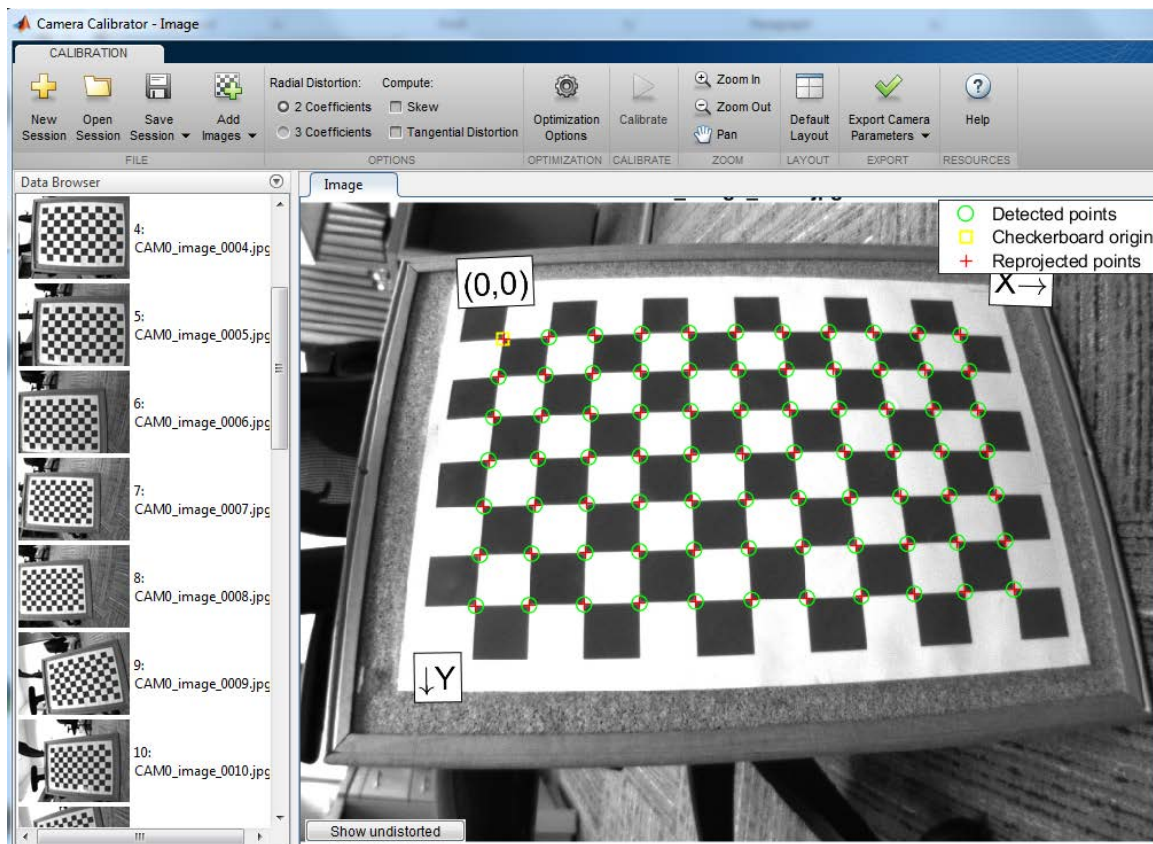 Camera Calibrator - Image
CALIBRATION
New
Session
Open
Session
Save
Session
Add
Images
FILE
Radial Distortion:
2 Coefficients
3 Coefficients
Compute:
Skew
Tangential Distortion
OPTIONS
Optimization
Options
OPTIMIZATION
Calibrate
CALIBRATE
Zoom In
Zoom Out
Pan
ZOOM
Default
Layout
LAYOUT
Export Camera
Parameters
EXPORT
Help
RESOURCES
Data Browser
4:
CAM0_image_0004.jpg
5:
CAM0_image_0005.jpg
6:
CAM0_image_0006.jpg
7:
CAM0_image_0007.jpg
8:
CAM0_image_0008.jpg
9:
CAM0_image_0009.jpg
10:
CAM0_image_0010.jpg
Image
Detected points
Checkerboard origin
Reprojected points
(0,0)
X→
↓Y
Show undistorted